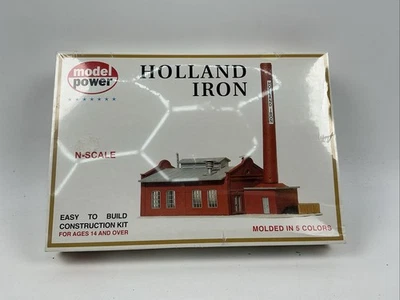 model
power
HOLLAND
IRON
N-SCALE
EASY TO BUILD
CONSTRUCTION KIT
FOR AGES 14 AND OVER
MOLDED IN 5 COLORS